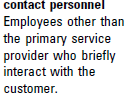 contact personnel
Employees other than
the primary service
provider who briefly
interact with the
customer.